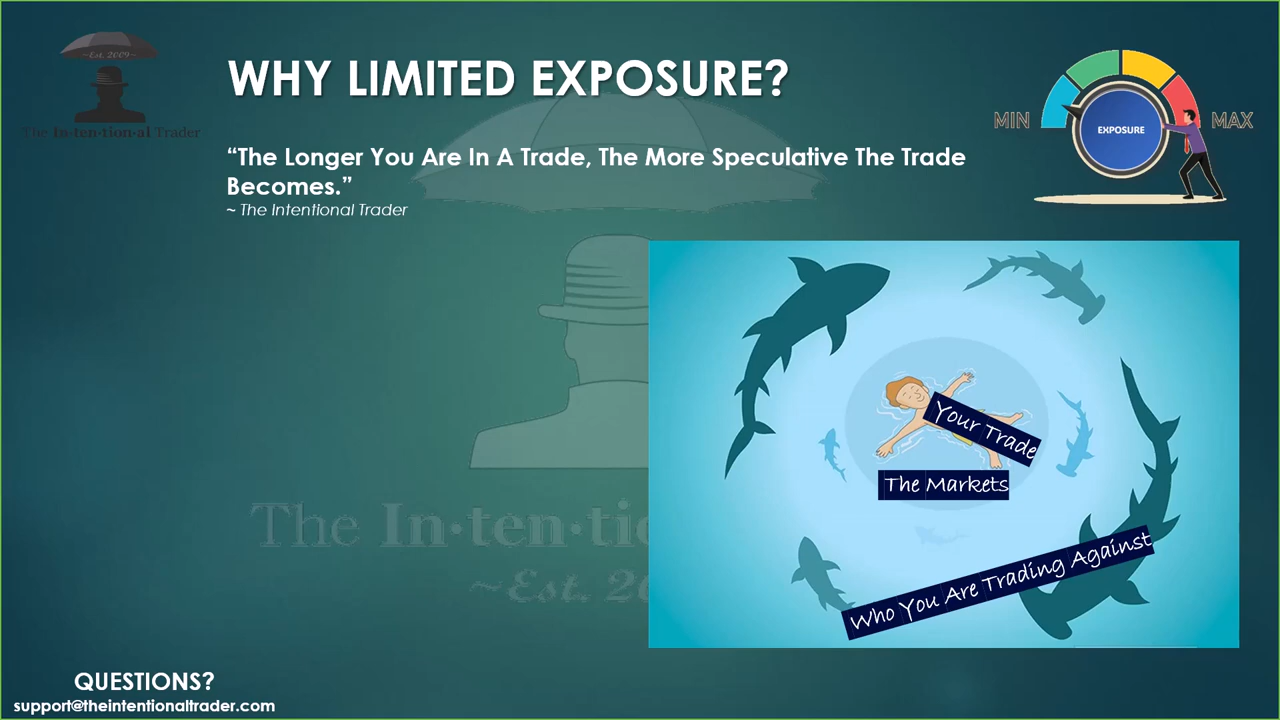 ~Est. 2009~
The In·ten·tion·al Trader
WHY LIMITED EXPOSURE?
“The Longer You Are In A Trade, The More Speculative The Trade
Becomes.”
~ The Intentional Trader
MIN
EXPOSURE
MAX
Your Trade
The Markets
Who You Are Trading Against
The In·ten·tio
~Est. 20
QUESTIONS?
support@theintentionaltrader.com